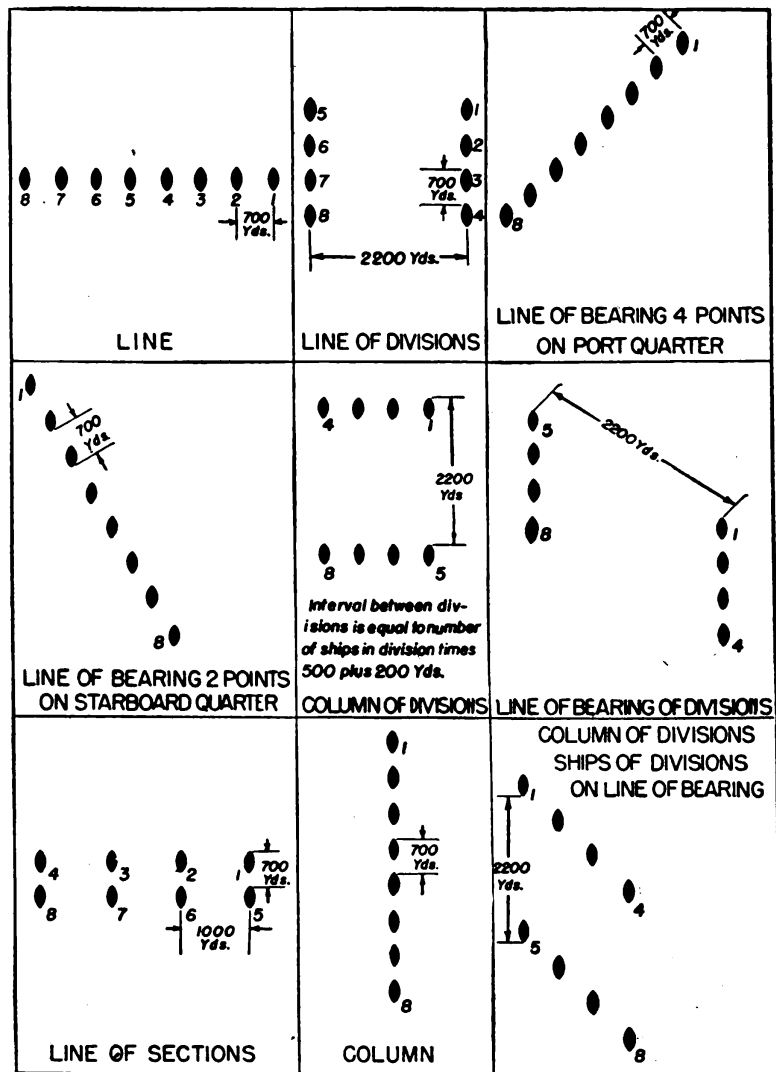 8 7 6 5 4 3 2 1
700
Yds.
LINE
5
6
7
8
1
2
3
4
700
Yds.
2200 Yds.
LINE OF DIVISIONS
700
Yds.
1
8
LINE OF BEARING 4 POINTS
ON PORT QUARTER
1
700
Yds.
8
LINE OF BEARING 2 POINTS
ON STARBOARD QUARTER
4 1
2200
Yds
8 5
Interval between div-
isions is equal to number
of ships in division times
500 plus 200 Yds.
COLUMN OF DIVISIONS
5
8
2200 Yds.
1
4
LINE OF BEARING OF DIVISIONS
4 3 2 1
700
Yds.
8 7 6 5
1000
Yds.
LINE OF SECTIONS
1
700
Yds.
8
COLUMN
COLUMN OF DIVISIONS
SHIPS OF DIVISIONS
ON LINE OF BEARING
1
2200
Yds.
4
5
8